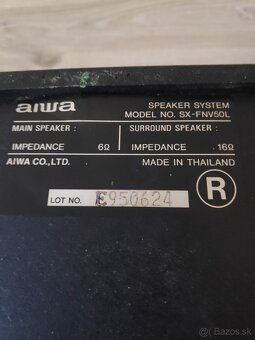 aiwa
SPEAKER SYSTEM
MODEL NO. SX-FNV50L
MAIN SPEAKER :
IMPEDANCE 6Ω
SURROUND SPEAKER :
IMPEDANCE 16Ω
AIWA CO.,LTD.
MADE IN THAILAND
R
LOT NO. E950624
bazos.sk